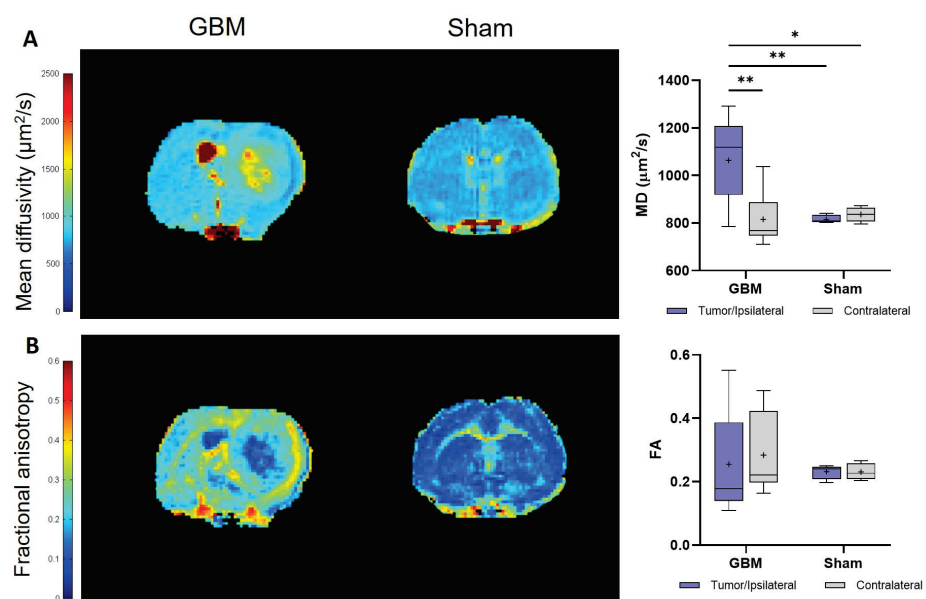 GBM
Sham
A
Mean diffusivity (μm²/s)
2500
2000
1500
1000
500
0
*
**
**
MD (μm²/s)
1400
1200
1000
800
600
GBM
Sham
Tumor/Ipsilateral
Contralateral
B
Fractional anisotropy
0.6
0.5
0.4
0.3
0.2
0.1
0
FA
0.6
0.4
0.2
0.0
GBM
Sham
Tumor/Ipsilateral
Contralateral